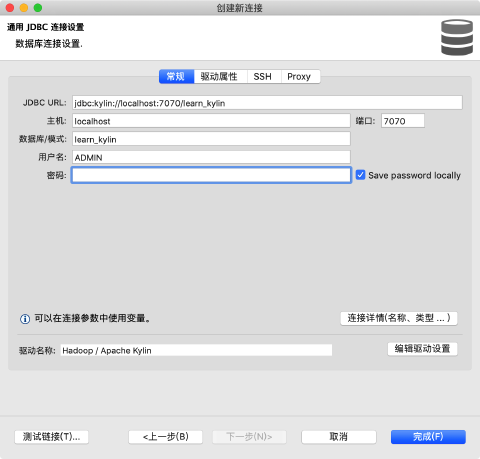 创建新连接
通用 JDBC 连接设置
数据库连接设置.
常规 驱动属性 SSH Proxy
JDBC URL: jdbc:kylin://localhost:7070/learn_kylin
主机: localhost 端口: 7070
数据库/模式: learn_kylin
用户名: ADMIN
密码: Save password locally
可以在连接参数中使用变量。 连接详情(名称、类型 ... )
驱动名称: Hadoop / Apache Kylin 编辑驱动设置
测试链接(T)... <上一步(B) 下一步(N)> 取消 完成(F)